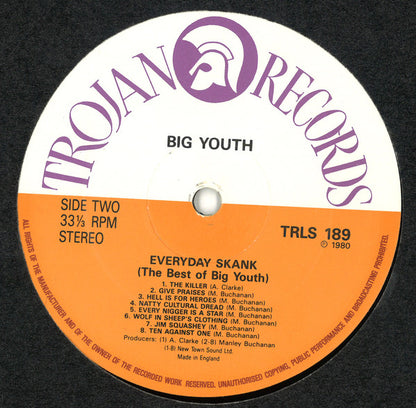 TROJAN RECORDS
BIG YOUTH
SIDE TWO
33⅓ RPM
STEREO
TRLS 189
℗ 1980
EVERYDAY SKANK
(The Best of Big Youth)
1. THE KILLER (A. Clarke)
2. GIVE PRAISES (M. Buchanan)
3. HELL IS FOR HEROES (M. Buchanan)
4. NATTY CULTURAL DREAD (M. Buchanan)
5. EVERY NIGGER IS A STAR (M. Buchanan)
6. WOLF IN SHEEP'S CLOTHING (M. Buchanan)
7. JIM SQUASHEY (M. Buchanan)
8. TEN AGAINST ONE (M. Buchanan)
Producers: (1) A. Clarke (2-8) Manley Buchanan
(1-8) New Town Sound Ltd.
Made in England
ALL RIGHTS OF THE MANUFACTURER AND OF THE OWNER OF THE RECORDED WORK RESERVED. UNAUTHORISED COPYING, PUBLIC PERFORMANCE AND BROADCASTING PROHIBITED.